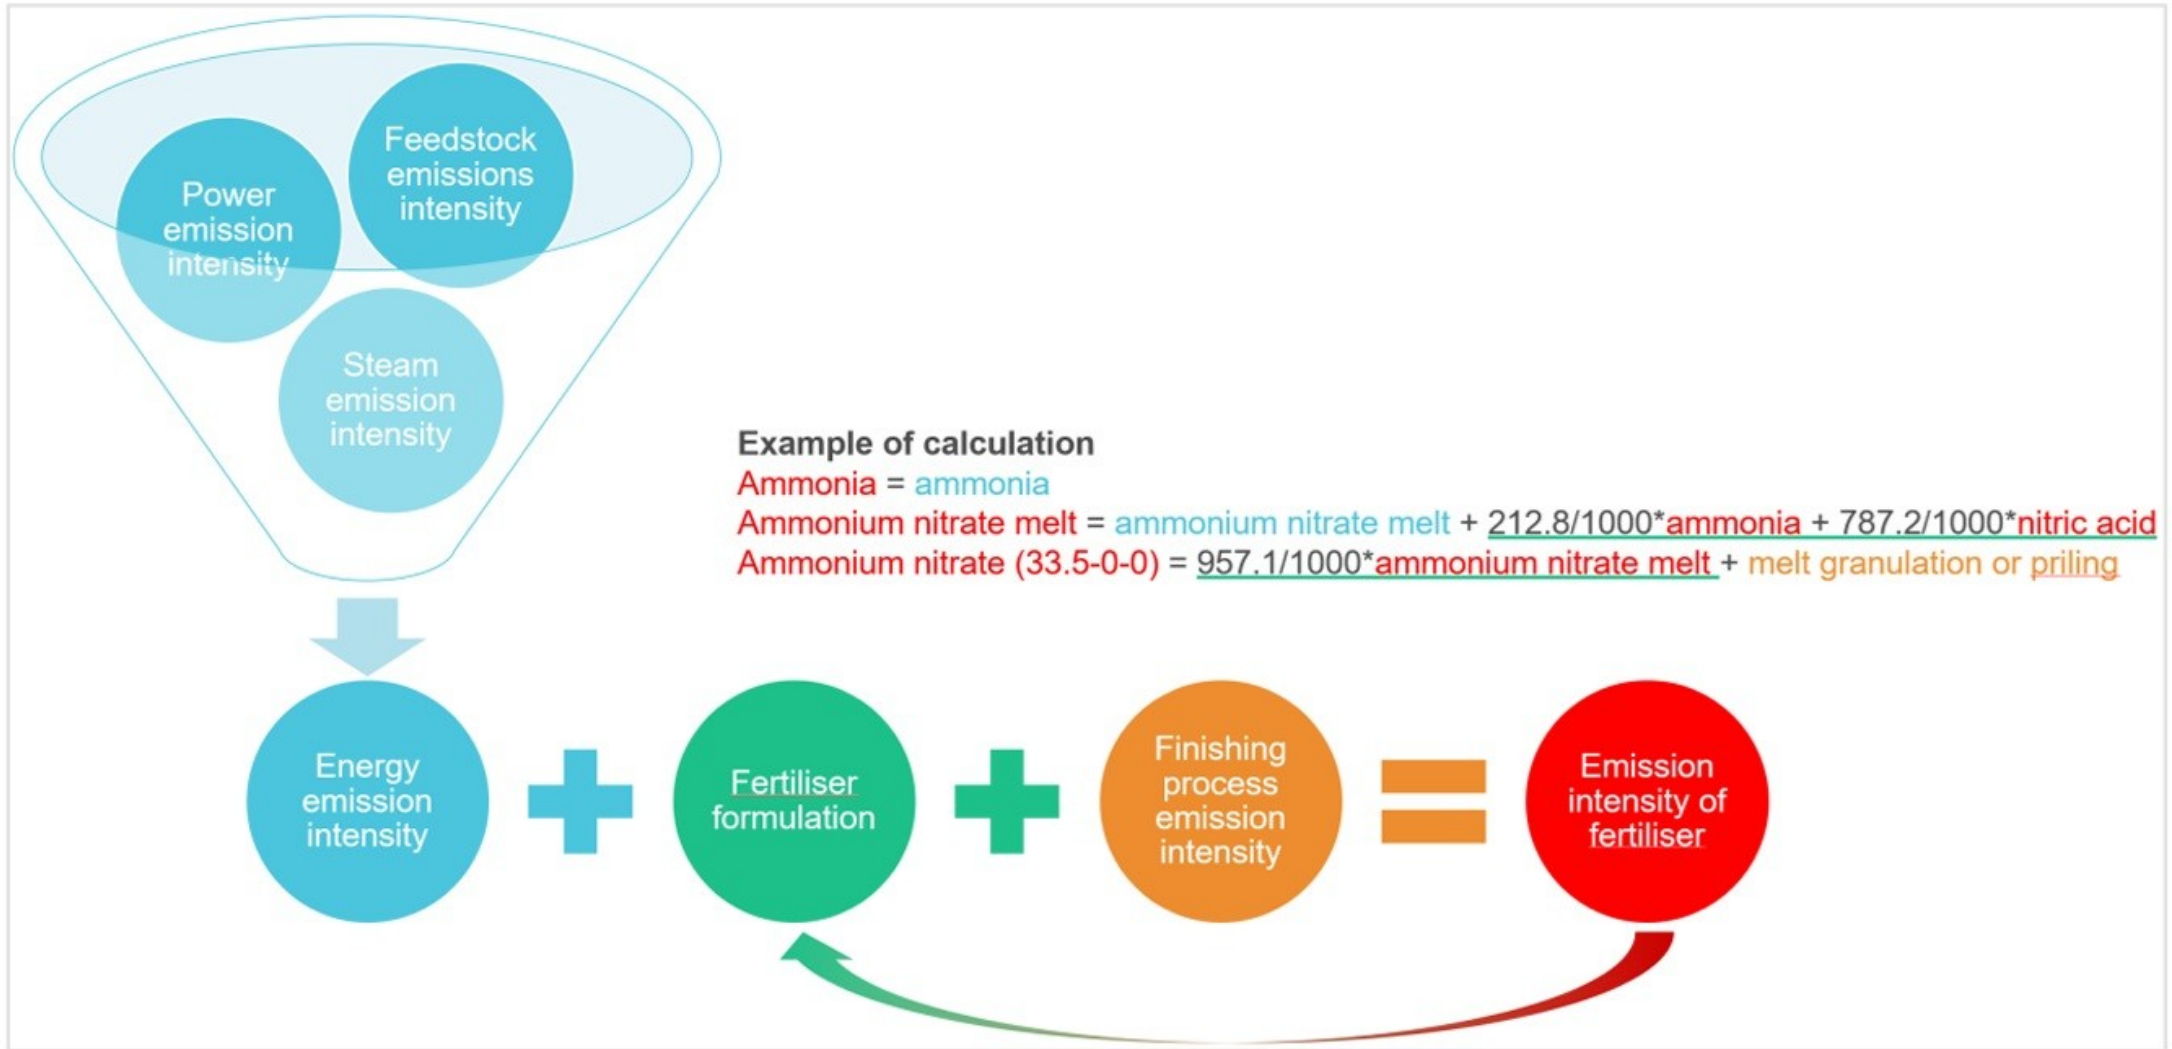 Feedstock
emissions
intensity
Power
emission
intensity
Steam
emission
intensity
Example of calculation
Ammonia = ammonia
Ammonium nitrate melt = ammonium nitrate melt + 212.8/1000*ammonia + 787.2/1000*nitric acid
Ammonium nitrate (33.5-0-0) = 957.1/1000*ammonium nitrate melt + melt granulation or priling
Energy
emission
intensity
Fertiliser
formulation
Finishing
process
emission
intensity
Emission
intensity of
fertiliser